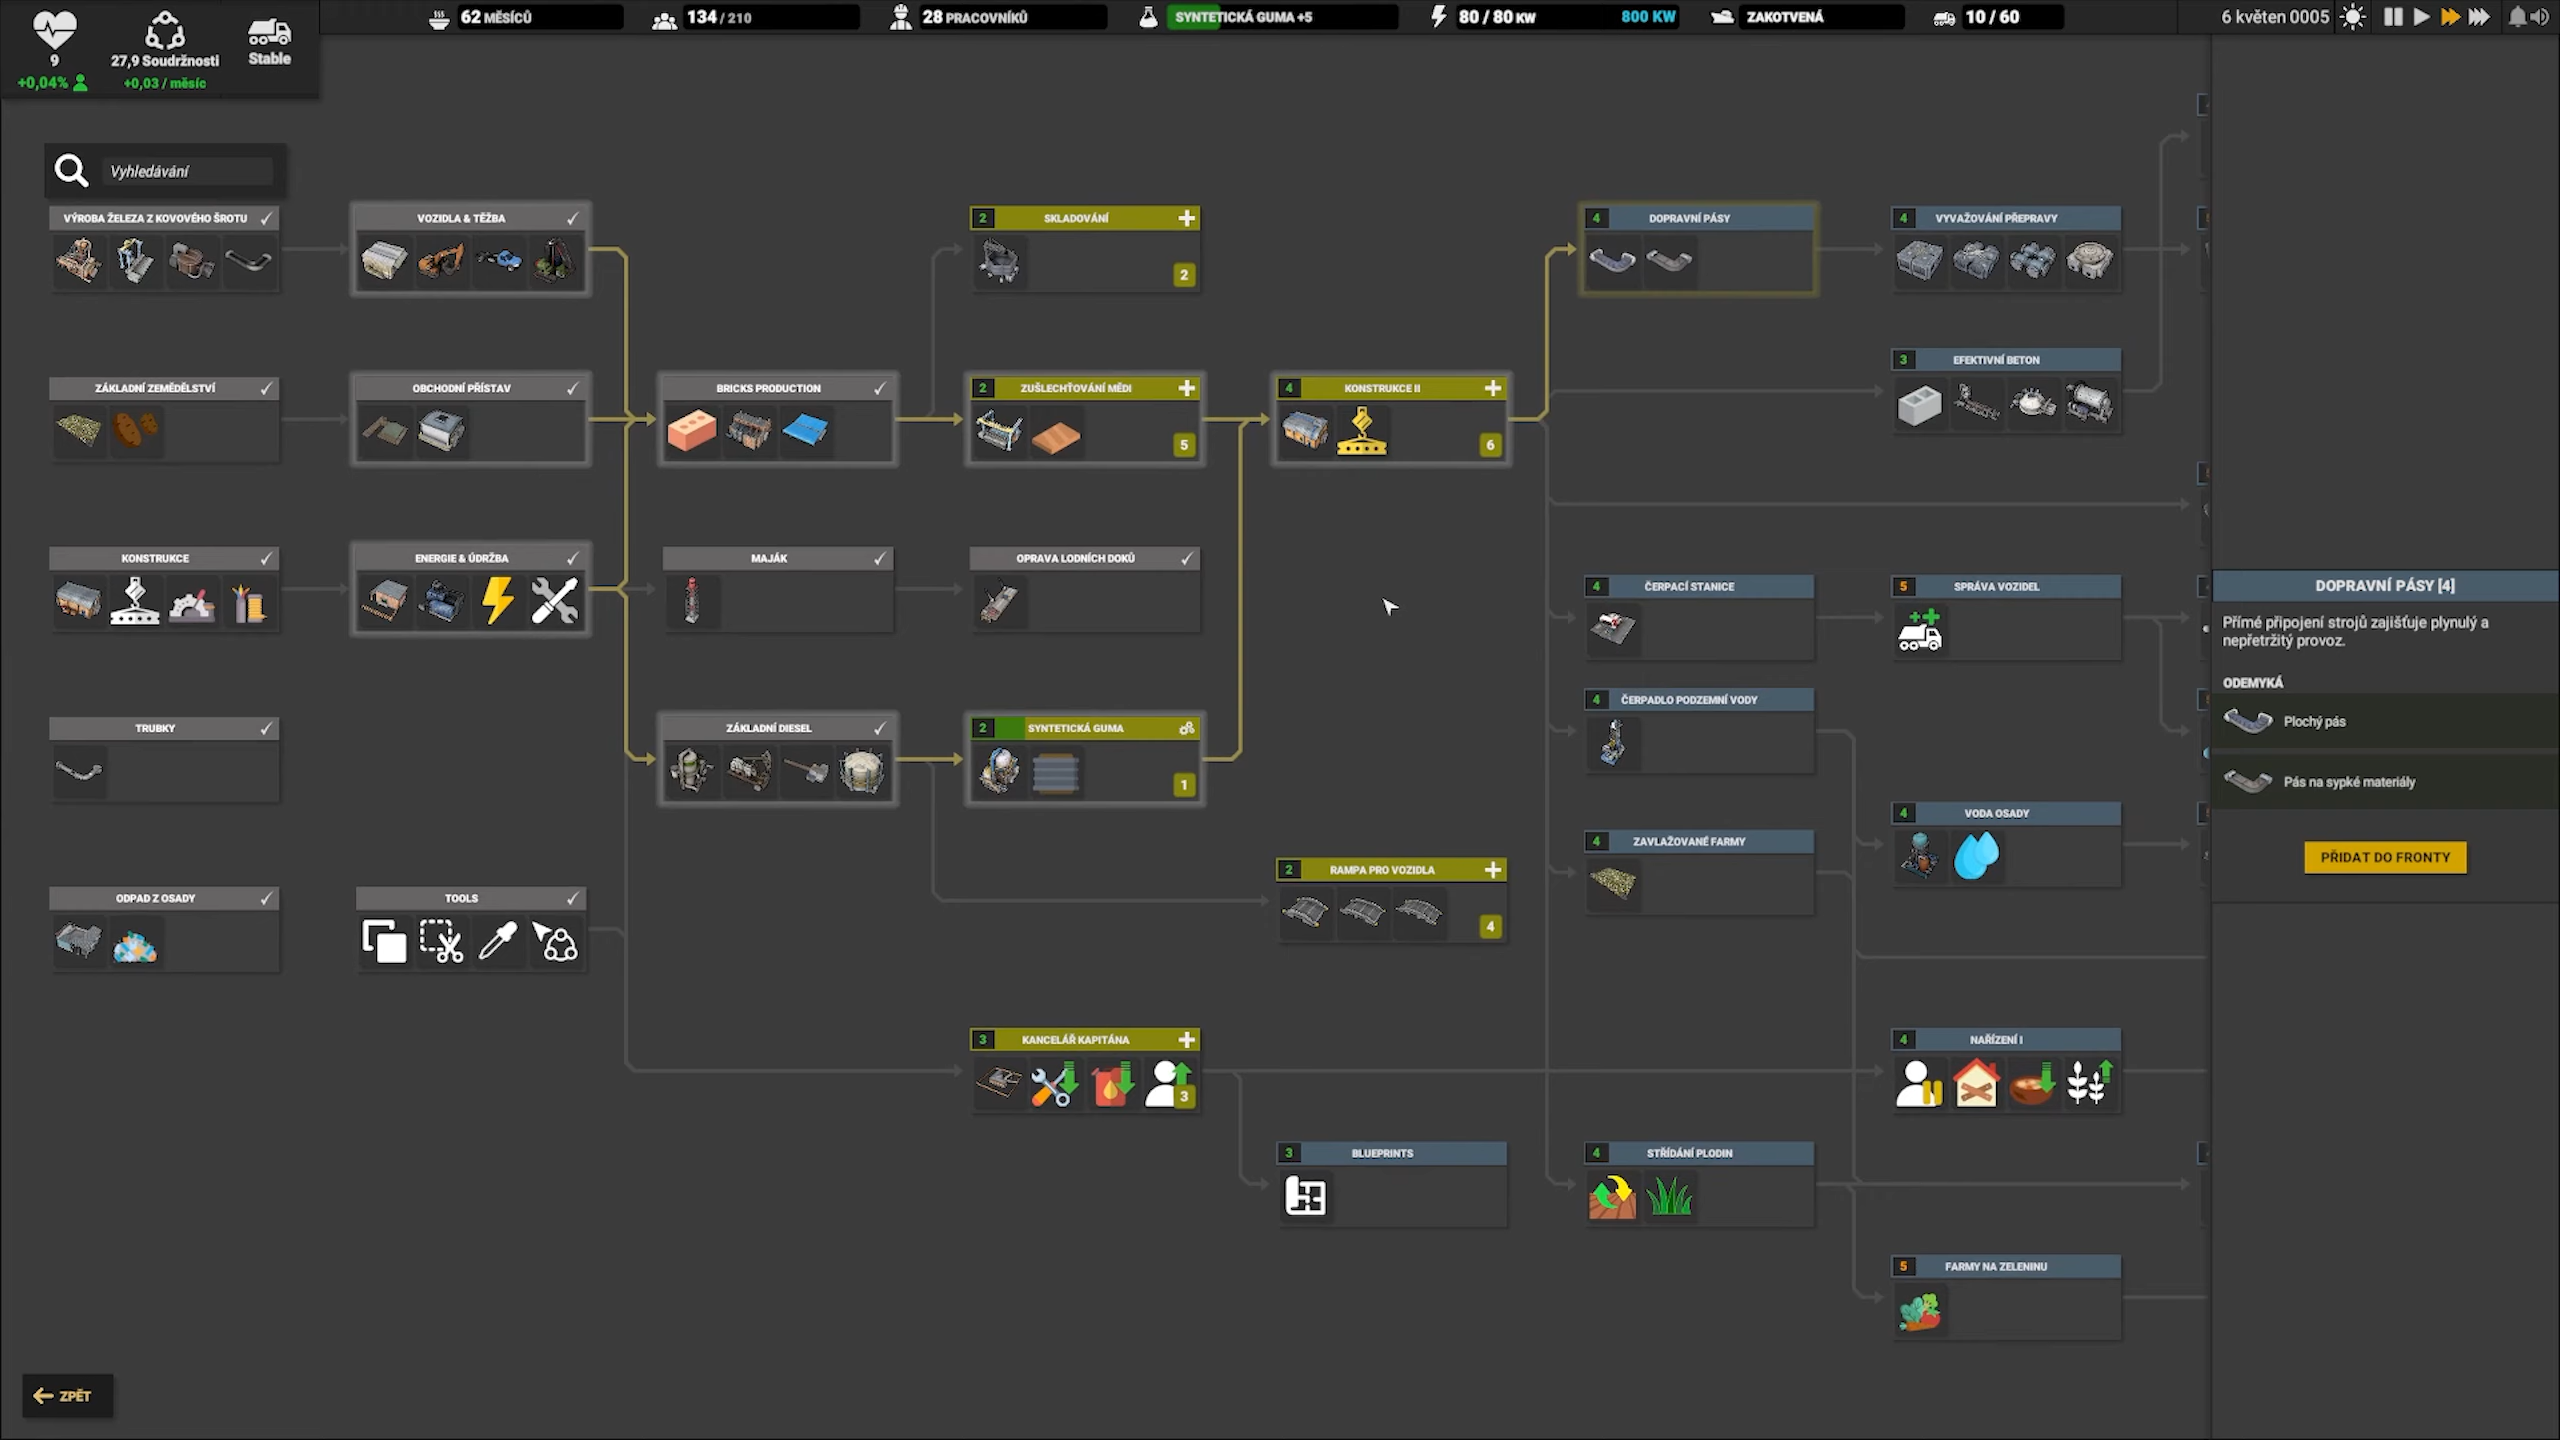 62 MĚSÍCŮ
134 / 210
28 PRACOVNÍKŮ
SYNTETICKÁ GUMA +5
80 / 80 KW
800 KW
ZAKOTVENÁ
10 / 60
6 květen 0005
9
+0,04%
27,9 Soudržnosti
+0,03 / měsíc
Stable
Vyhledávání
VÝROBA ŽELEZA Z KOVOVÉHO ŠROTU
VOZIDLA & TĚŽBA
2 SKLADOVÁNÍ
2
4 DOPRAVNÍ PÁSY
4 VYVAŽOVÁNÍ PŘEPRAVY
3 EFEKTIVNÍ BETON
ZÁKLADNÍ ZEMĚDĚLSTVÍ
OBCHODNÍ PŘÍSTAV
BRICKS PRODUCTION
2 ZUŠLECHŤOVÁNÍ MĚDI
5
4 KONSTRUKCE II
6
KONSTRUKCE
ENERGIE & ÚDRŽBA
MAJÁK
OPRAVA LODNÍCH DOKŮ
4 ČERPACÍ STANICE
5 SPRÁVA VOZIDEL
4 ČERPADLO PODZEMNÍ VODY
TRUBKY
ZÁKLADNÍ DIESEL
2 SYNTETICKÁ GUMA
1
4 VODA OSADY
4 ZAVLAŽOVANÉ FARMY
2 RAMPA PRO VOZIDLA
4
ODPAD Z OSADY
TOOLS
3 KANCELÁŘ KAPITÁNA
3
4 NAŘÍZENÍ I
3 BLUEPRINTS
4 STŘÍDÁNÍ PLODIN
5 FARMY NA ZELENINU
DOPRAVNÍ PÁSY [4]
Přímé připojení strojů zajišťuje plynulý a
nepřetržitý provoz.
ODEMYKÁ
Plochý pás
Pás na sypké materiály
PŘIDAT DO FRONTY
ZPĚT